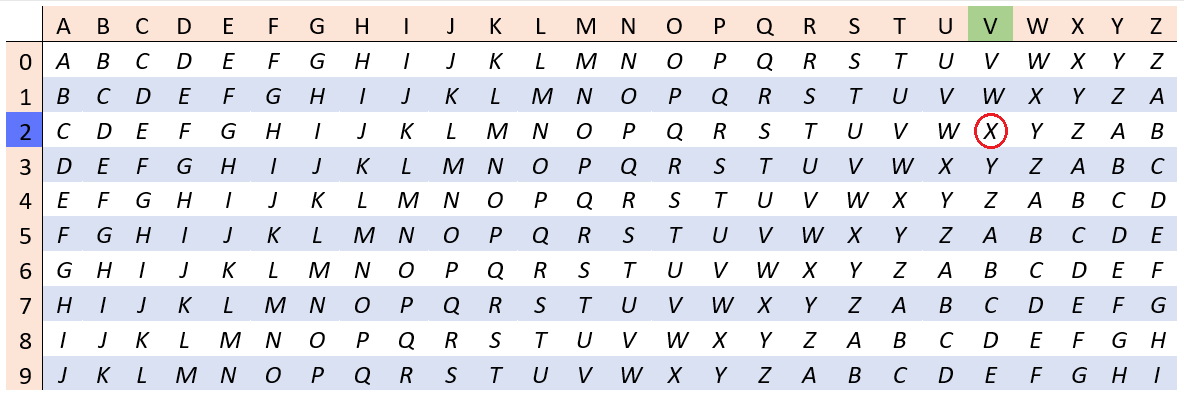 A B C D E F G H I J K L M N O P Q R S T U V W X Y Z
0 A B C D E F G H I J K L M N O P Q R S T U V W X Y Z
1 B C D E F G H I J K L M N O P Q R S T U V W X Y Z A
2 C D E F G H I J K L M N O P Q R S T U V W X Y Z A B
3 D E F G H I J K L M N O P Q R S T U V W X Y Z A B C
4 E F G H I J K L M N O P Q R S T U V W X Y Z A B C D
5 F G H I J K L M N O P Q R S T U V W X Y Z A B C D E
6 G H I J K L M N O P Q R S T U V W X Y Z A B C D E F
7 H I J K L M N O P Q R S T U V W X Y Z A B C D E F G
8 I J K L M N O P Q R S T U V W X Y Z A B C D E F G H
9 J K L M N O P Q R S T U V W X Y Z A B C D E F G H I